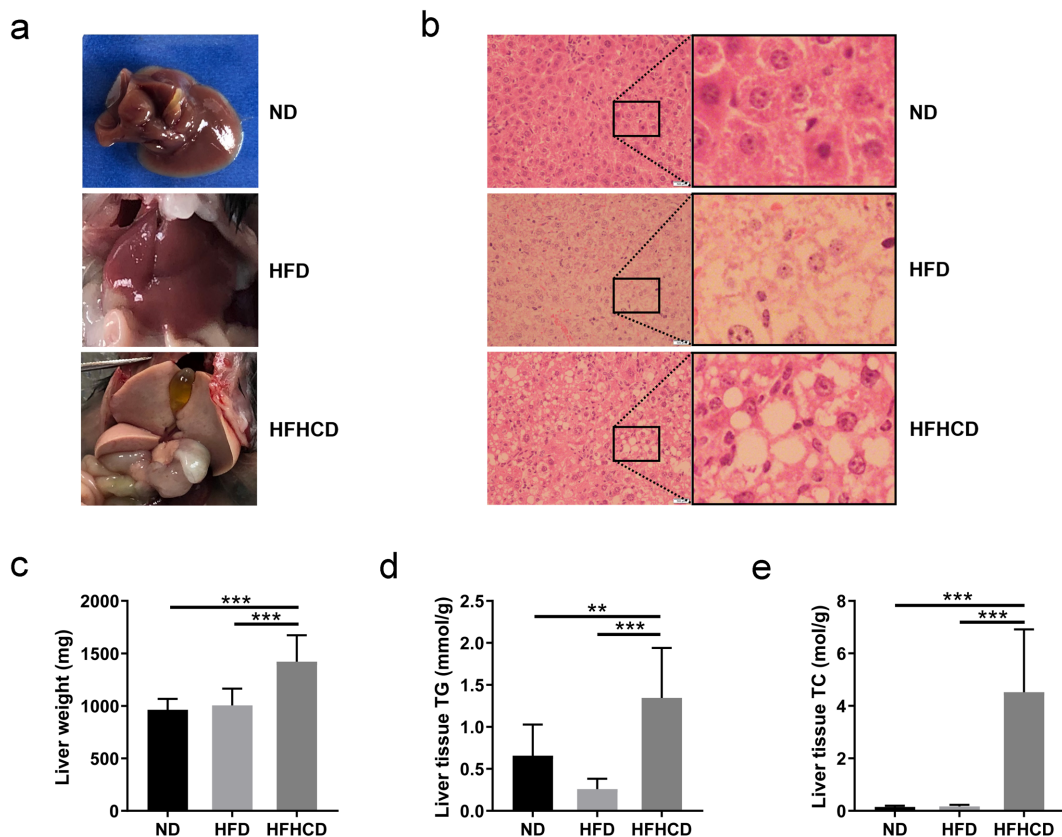 a
b
ND
HFD
HFHCD
ND
HFD
HFHCD
c
d
e
Liver weight (mg)
2000
1500
1000
500
0
***
***
ND HFD HFHCD
Liver tissue TG (mmol/g)
2.5
2.0
1.5
1.0
0.5
0.0
**
***
ND HFD HFHCD
Liver tissue TC (mol/g)
8
6
4
2
0
***
***
ND HFD HFHCD